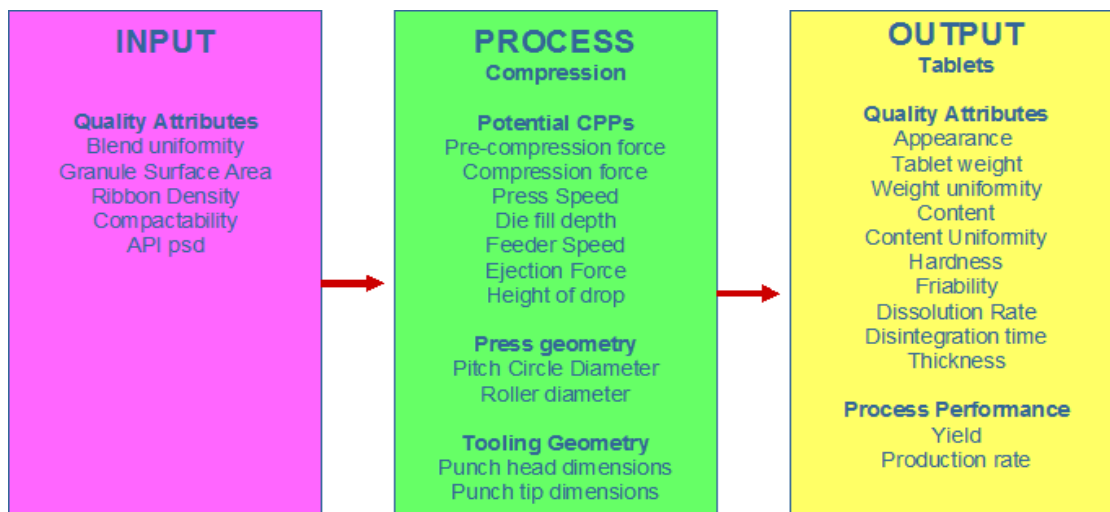 INPUT
Quality Attributes
Blend uniformity
Granule Surface Area
Ribbon Density
Compactability
API psd
PROCESS
Compression
Potential CPPs
Pre-compression force
Compression force
Press Speed
Die fill depth
Feeder Speed
Ejection Force
Height of drop
Press geometry
Pitch Circle Diameter
Roller diameter
Tooling Geometry
Punch head dimensions
Punch tip dimensions
OUTPUT
Tablets
Quality Attributes
Appearance
Tablet weight
Weight uniformity
Content
Content Uniformity
Hardness
Friability
Dissolution Rate
Disintegration time
Thickness
Process Performance
Yield
Production rate